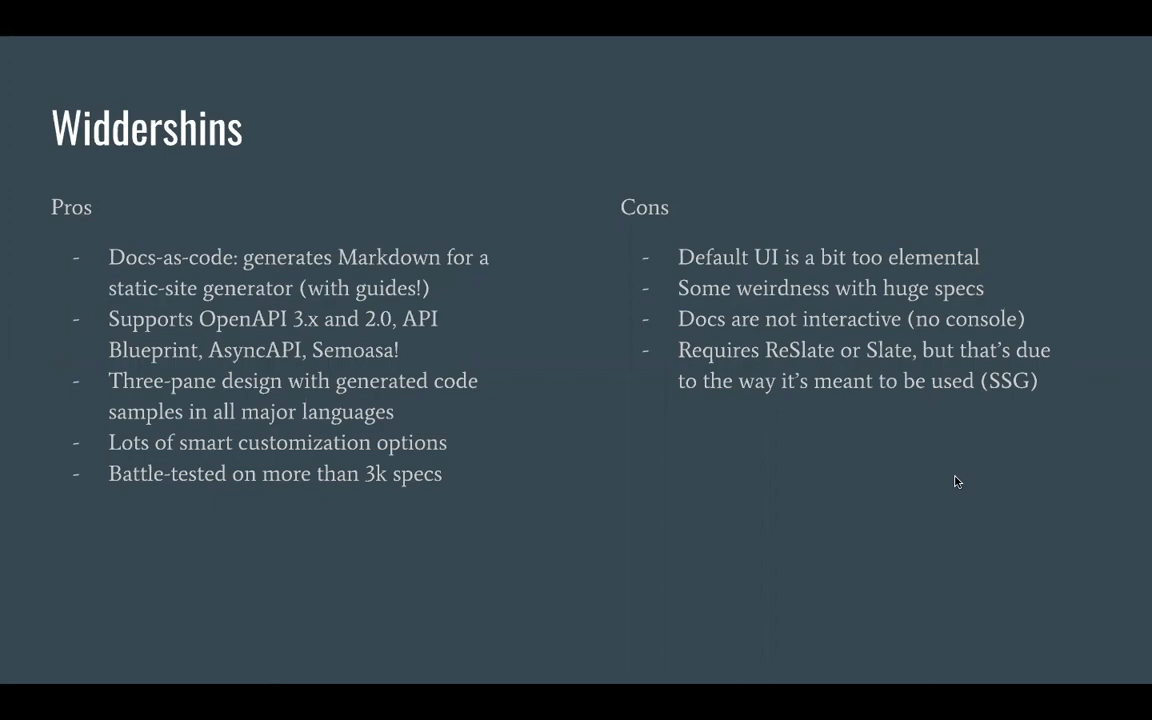 Widdershins
Pros
- Docs-as-code: generates Markdown for a
static-site generator (with guides!)
- Supports OpenAPI 3.x and 2.0, API
Blueprint, AsyncAPI, Semoasa!
- Three-pane design with generated code
samples in all major languages
- Lots of smart customization options
- Battle-tested on more than 3k specs
Cons
- Default UI is a bit too elemental
- Some weirdness with huge specs
- Docs are not interactive (no console)
- Requires ReSlate or Slate, but that’s due
to the way it’s meant to be used (SSG)